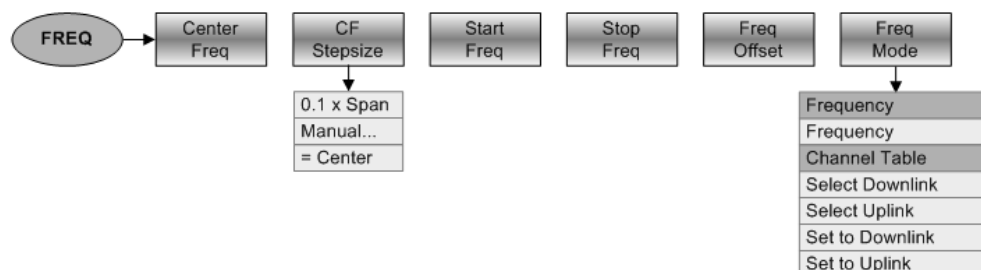 FREQ
Center
Freq
CF
Stepsize
Start
Freq
Stop
Freq
Freq
Offset
Freq
Mode
0.1 x Span
Manual...
= Center
Frequency
Frequency
Channel Table
Select Downlink
Select Uplink
Set to Downlink
Set to Uplink